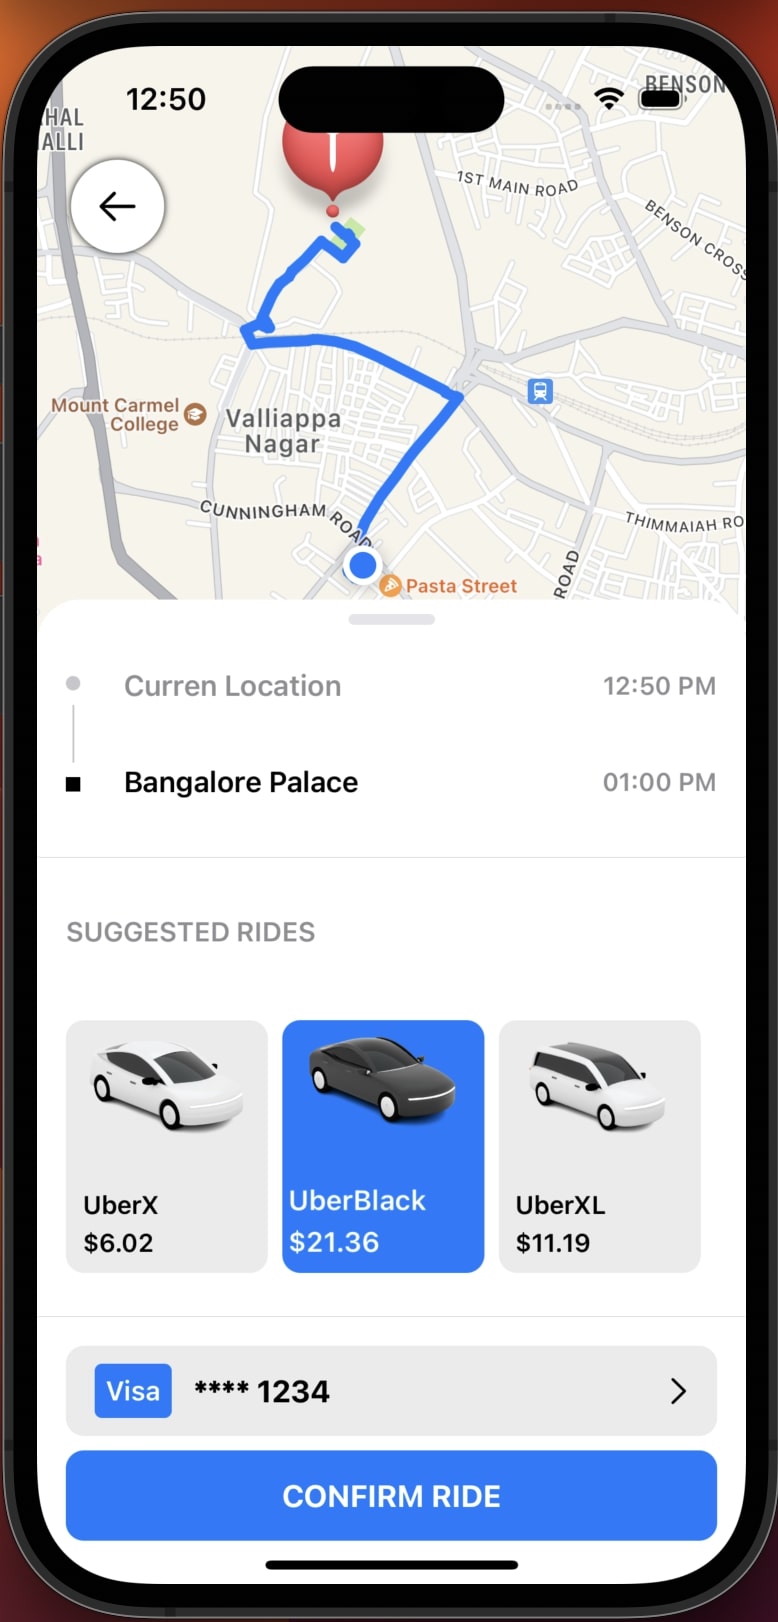 12:50
BENSON
HAL
ALLI
1ST MAIN ROAD
BENSON CROSS
Mount Carmel
College
Valliappa
Nagar
CUNNINGHAM ROAD
THIMMAIAH RO
ROAD
Pasta Street
Curren Location
12:50 PM
Bangalore Palace
01:00 PM
SUGGESTED RIDES
UberX
$6.02
UberBlack
$21.36
UberXL
$11.19
Visa
**** 1234
CONFIRM RIDE